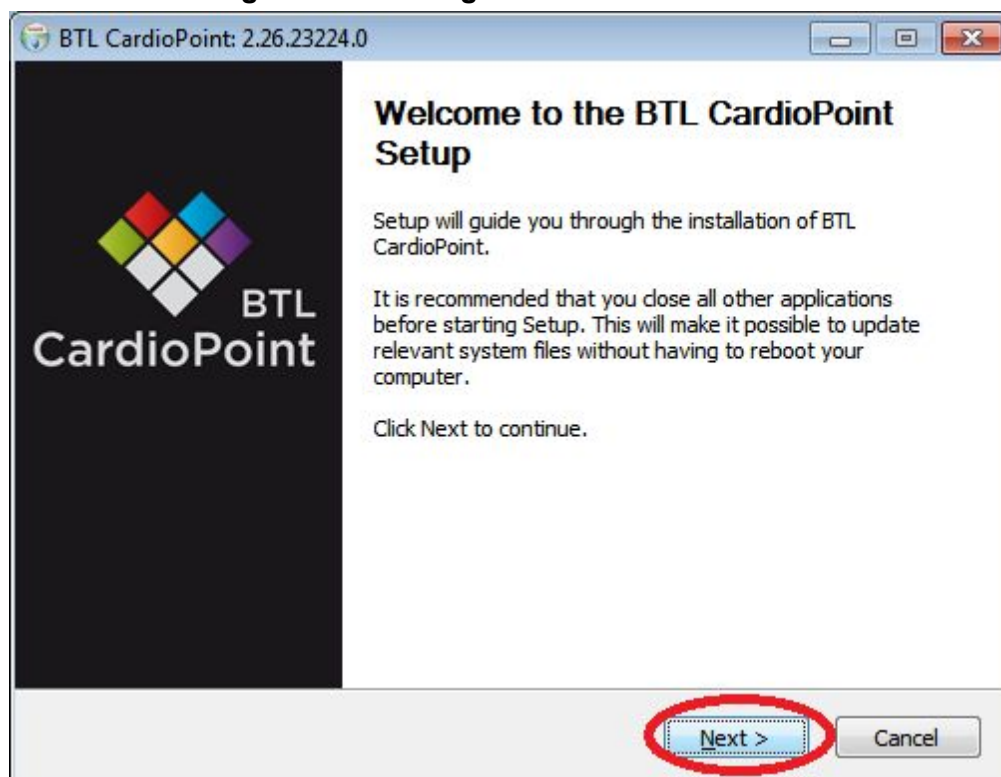 BTL CardioPoint: 2.26.23224.0
Welcome to the BTL CardioPoint
Setup
Setup will guide you through the installation of BTL
CardioPoint.
It is recommended that you close all other applications
before starting Setup. This will make it possible to update
relevant system files without having to reboot your
computer.
Click Next to continue.
BTL
CardioPoint
Next >
Cancel